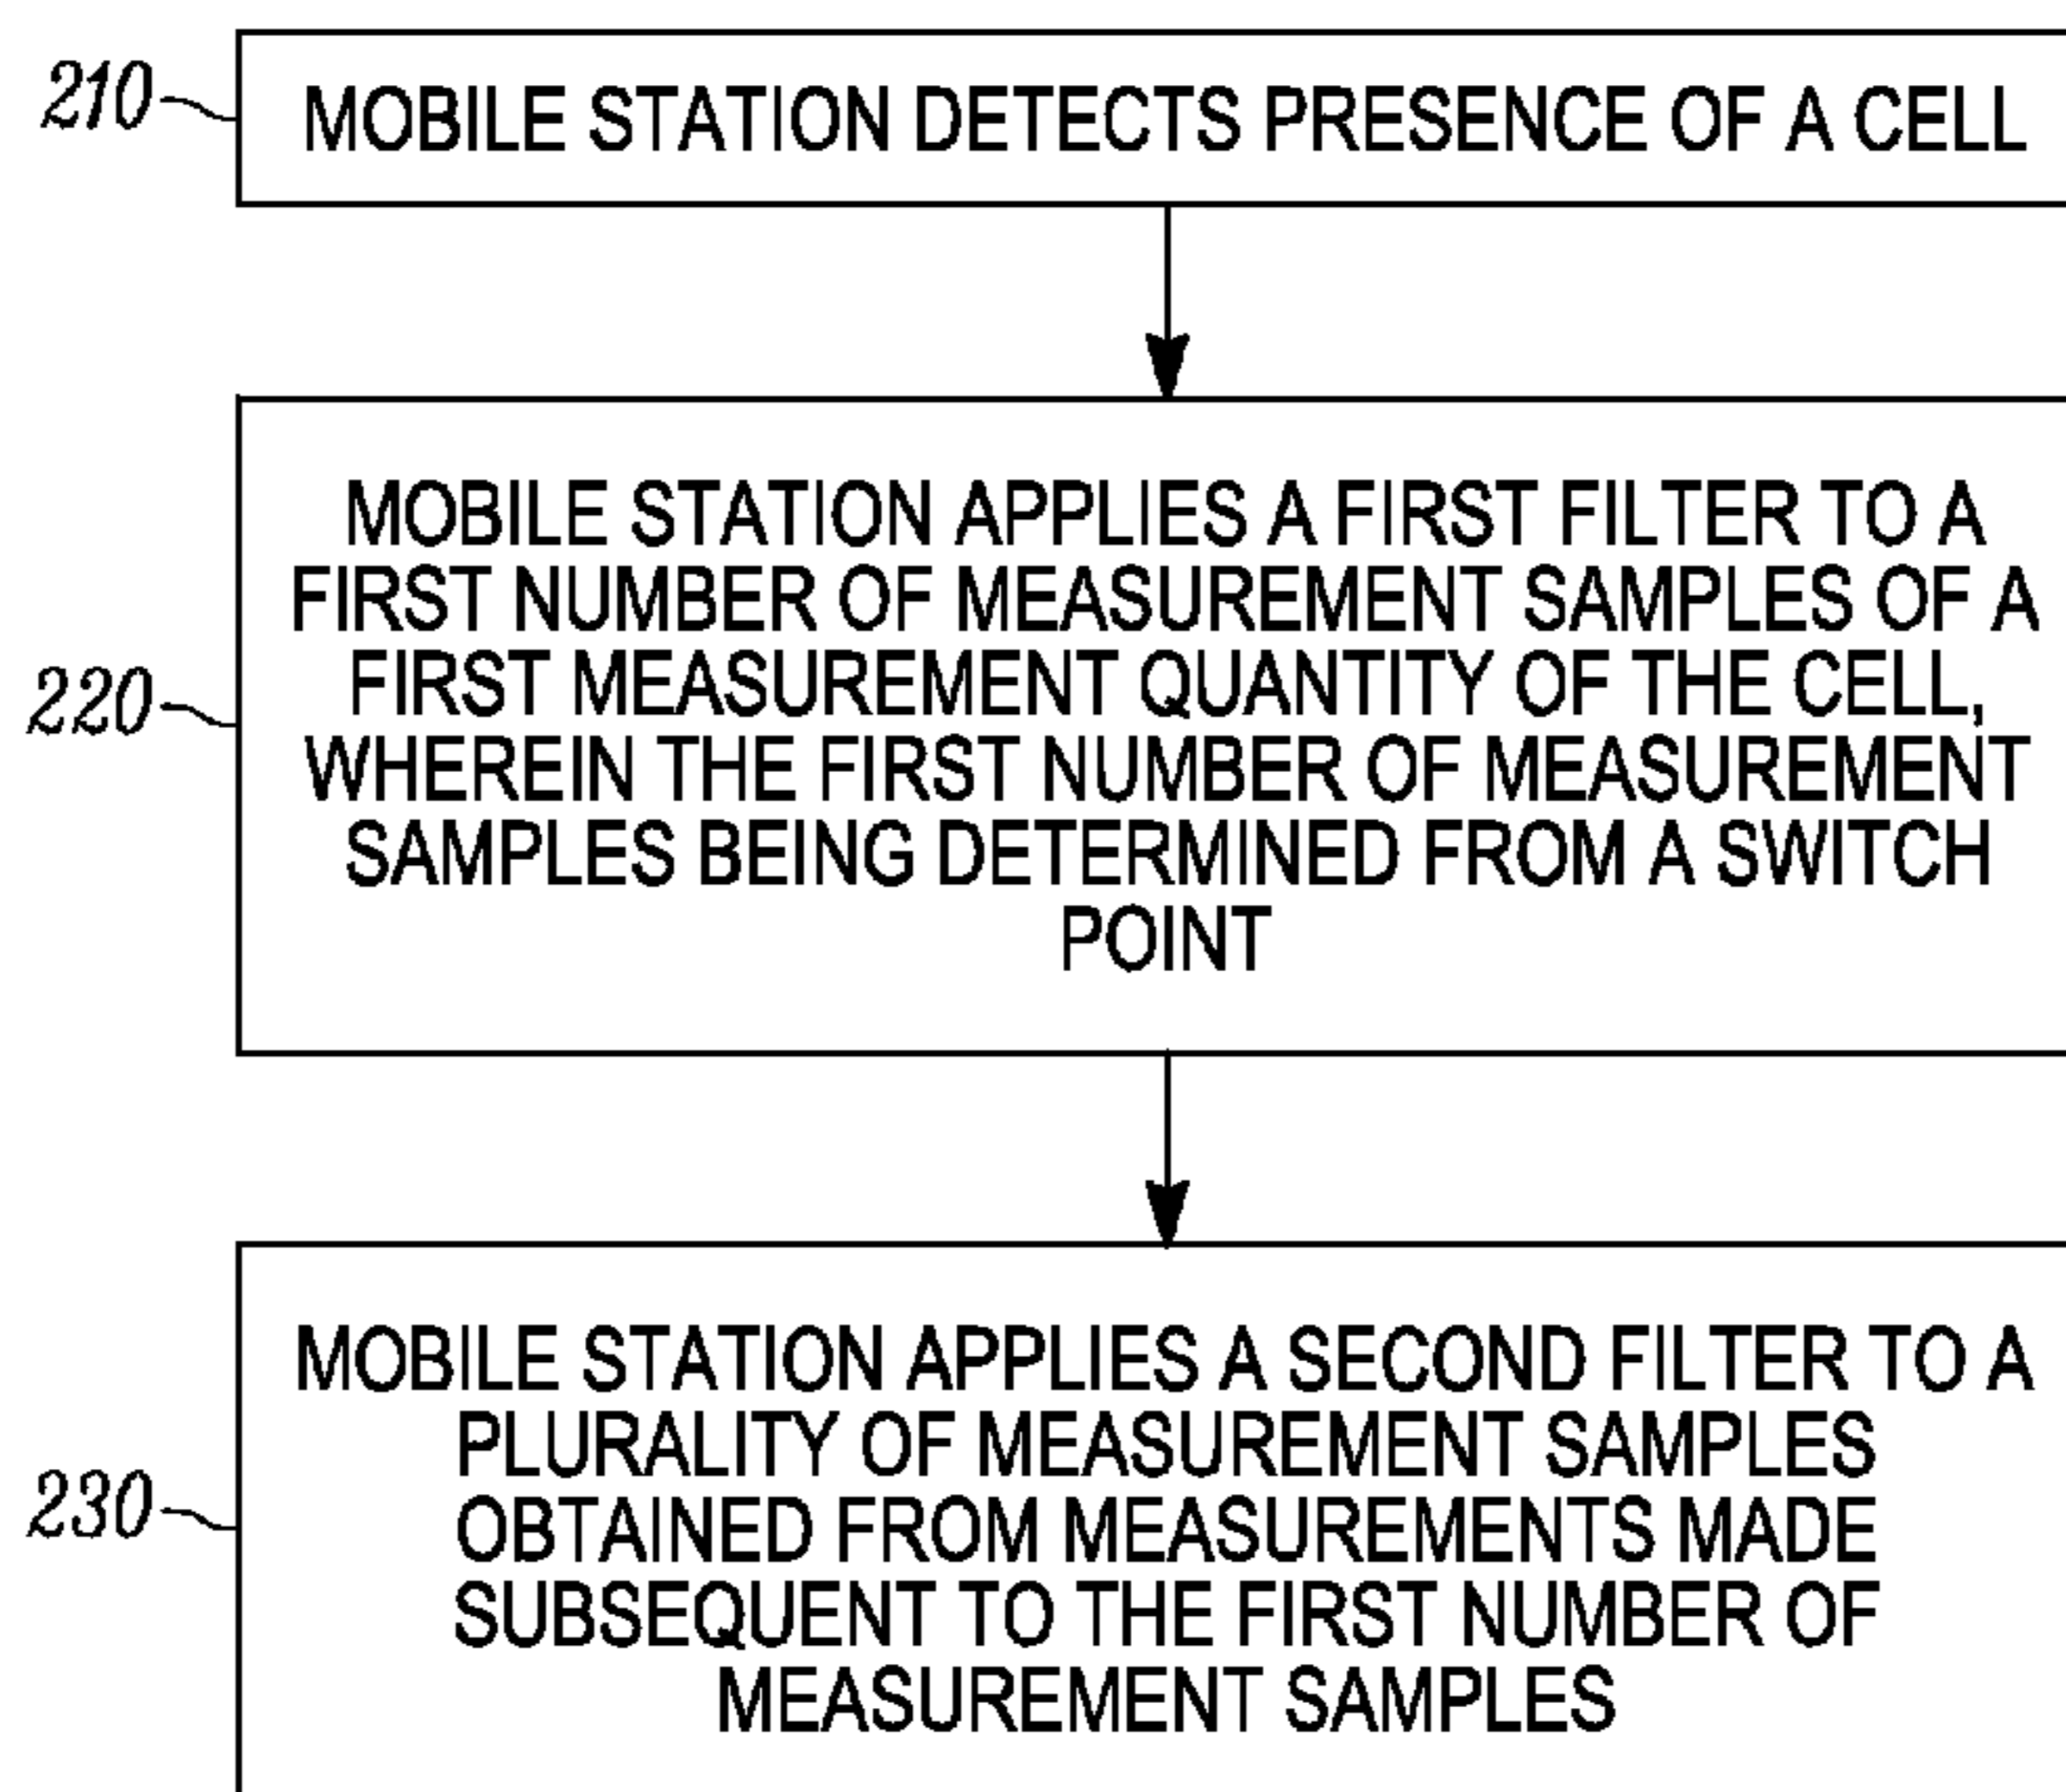 210
MOBILE STATION DETECTS PRESENCE OF A CELL
MOBILE STATION APPLIES A FIRST FILTER TO A
FIRST NUMBER OF MEASUREMENT SAMPLES OF A
FIRST MEASUREMENT QUANTITY OF THE CELL,
220
WHEREIN THE FIRST NUMBER OF MEASUREMENT
SAMPLES BEING DETERMINED FROM A SWITCH
POINT
MOBILE STATION APPLIES A SECOND FILTER TO A
PLURALITY OF MEASUREMENT SAMPLES
230
OBTAINED FROM MEASUREMENTS MADE
SUBSEQUENT TO THE FIRST NUMBER OF
MEASUREMENT SAMPLES